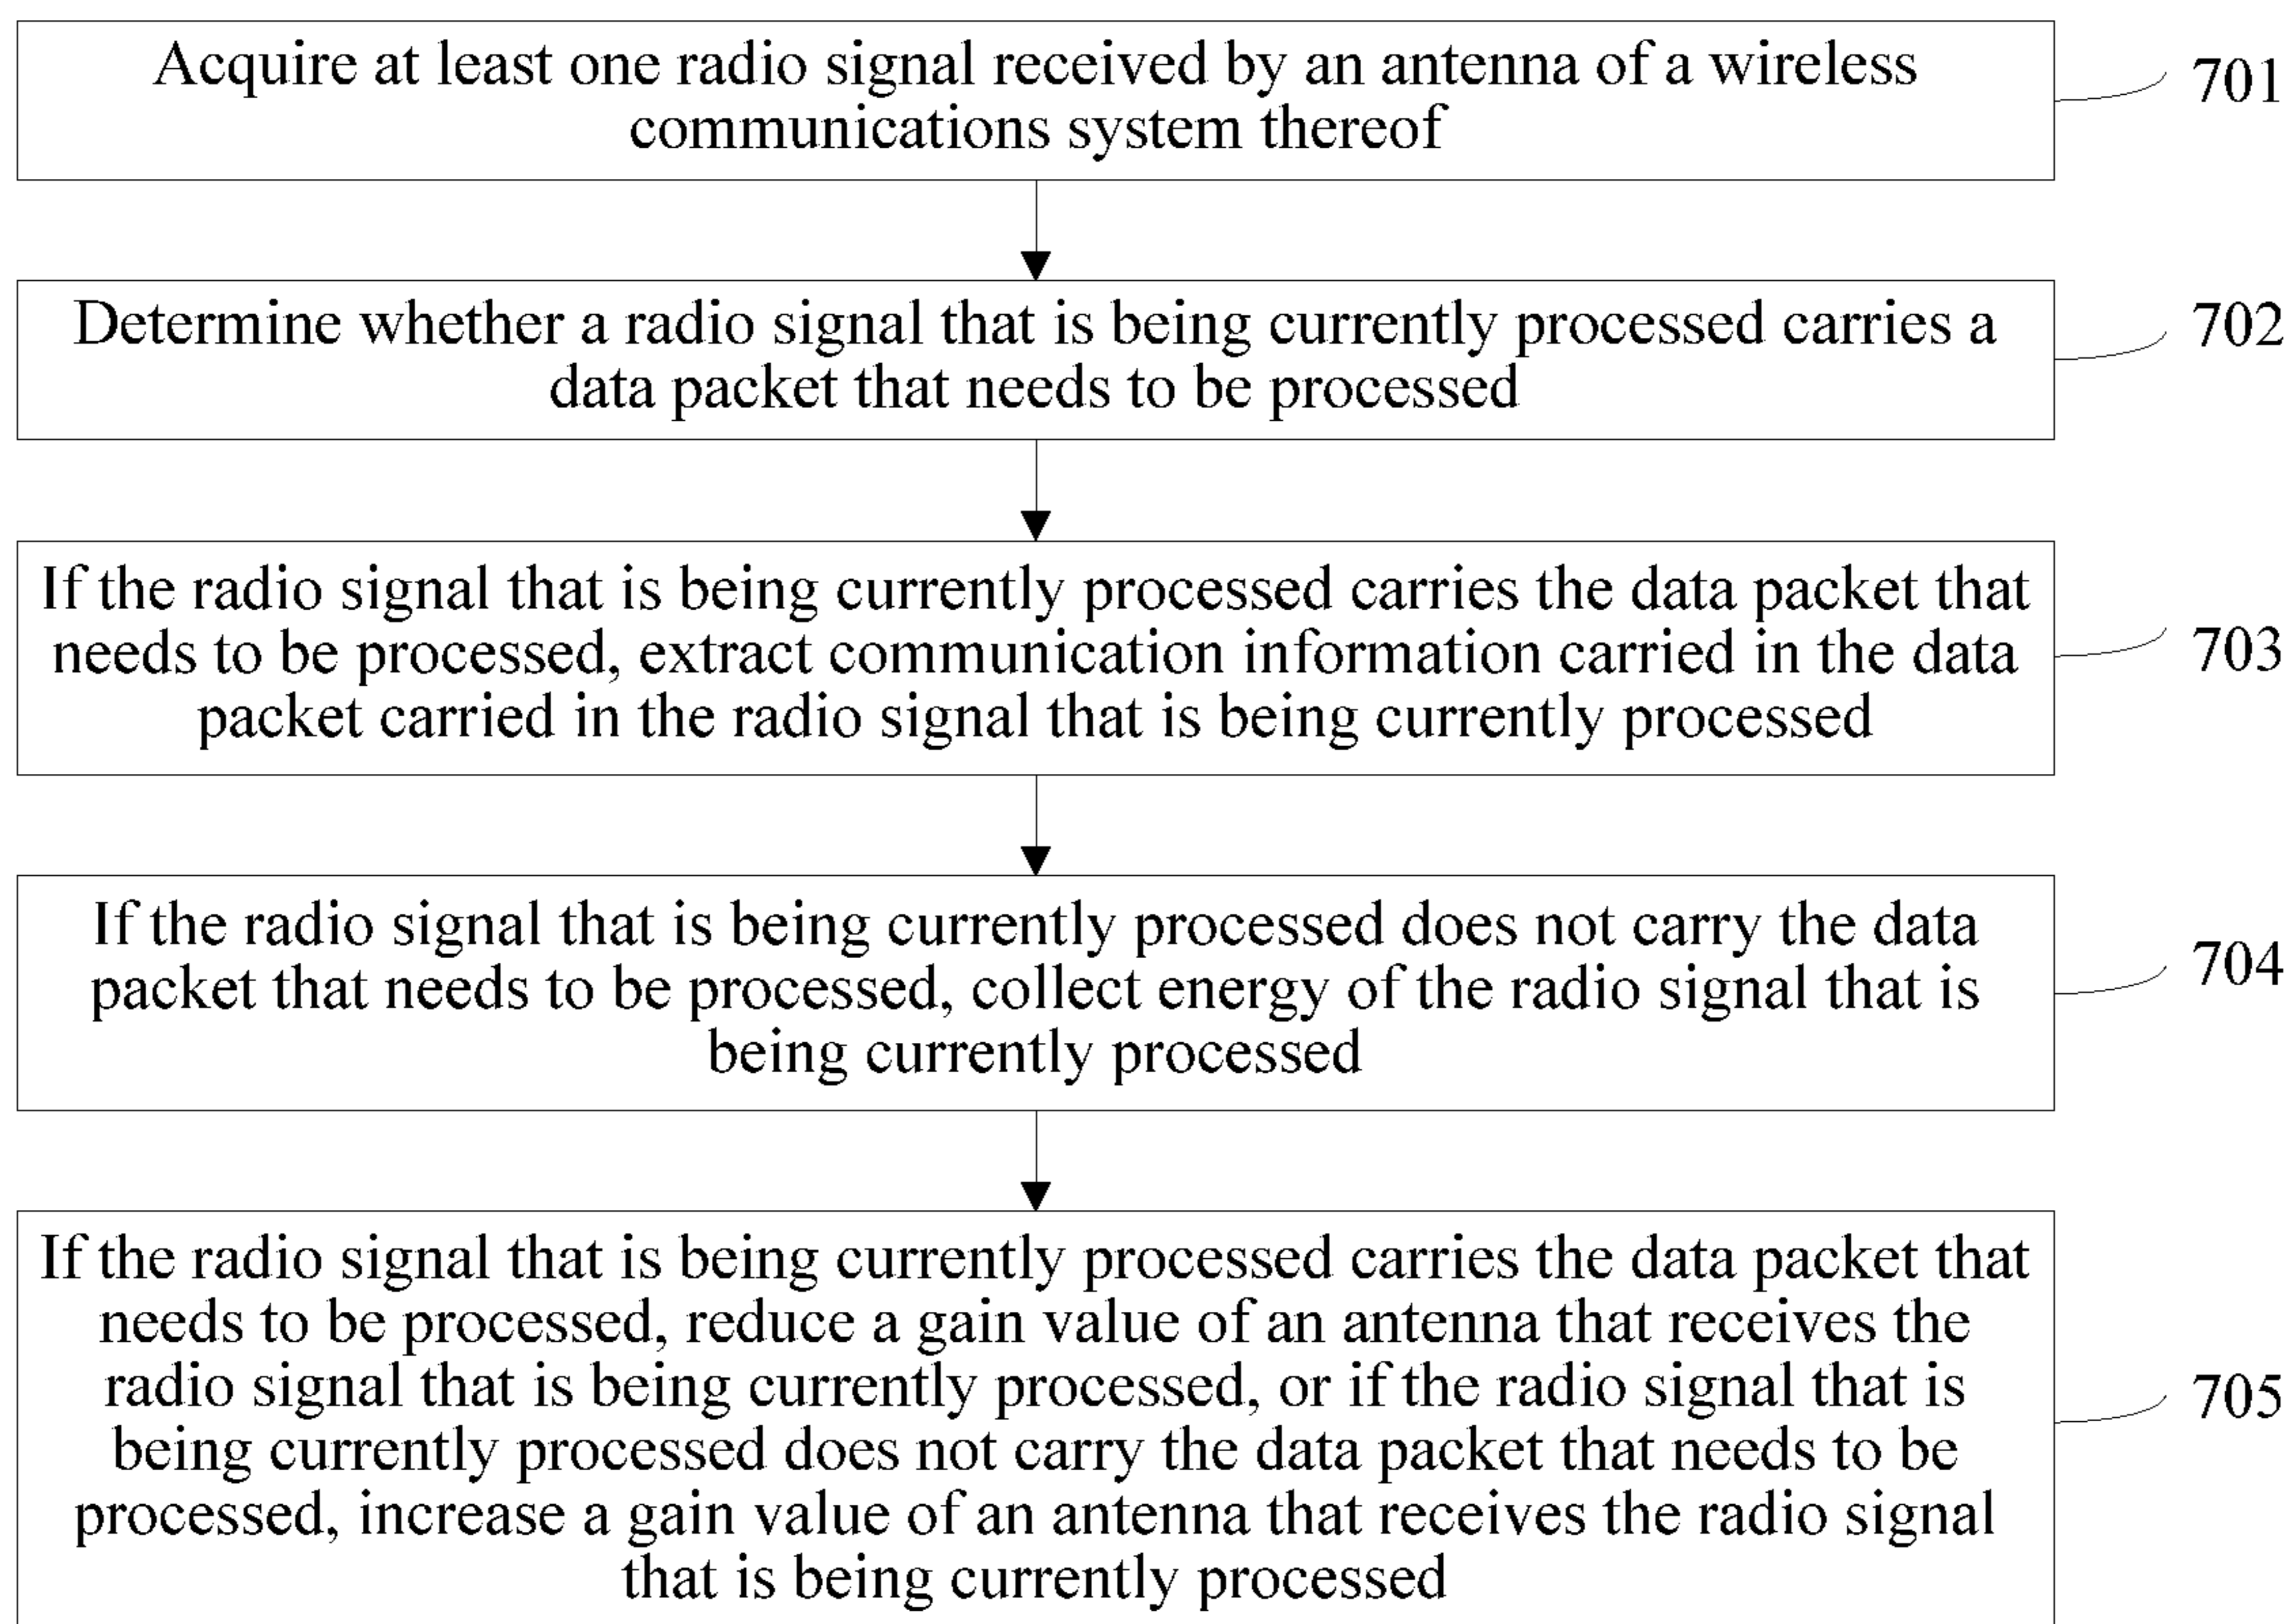 Acquire at least one radio signal received by an antenna of a wireless
communications system thereof
701
Determine whether a radio signal that is being currently processed carries a
data packet that needs to be processed
702
If the radio signal that is being currently processed carries the data packet that
needs to be processed, extract communication information carried in the data
packet carried in the radio signal that is being currently processed
703
If the radio signal that is being currently processed does not carry the data
packet that needs to be processed, collect energy of the radio signal that is
being currently processed
704
If the radio signal that is being currently processed carries the data packet that
needs to be processed, reduce a gain value of an antenna that receives the
radio signal that is being currently processed, or if the radio signal that is
being currently processed does not carry the data packet that needs to be
processed, increase a gain value of an antenna that receives the radio signal
that is being currently processed
705